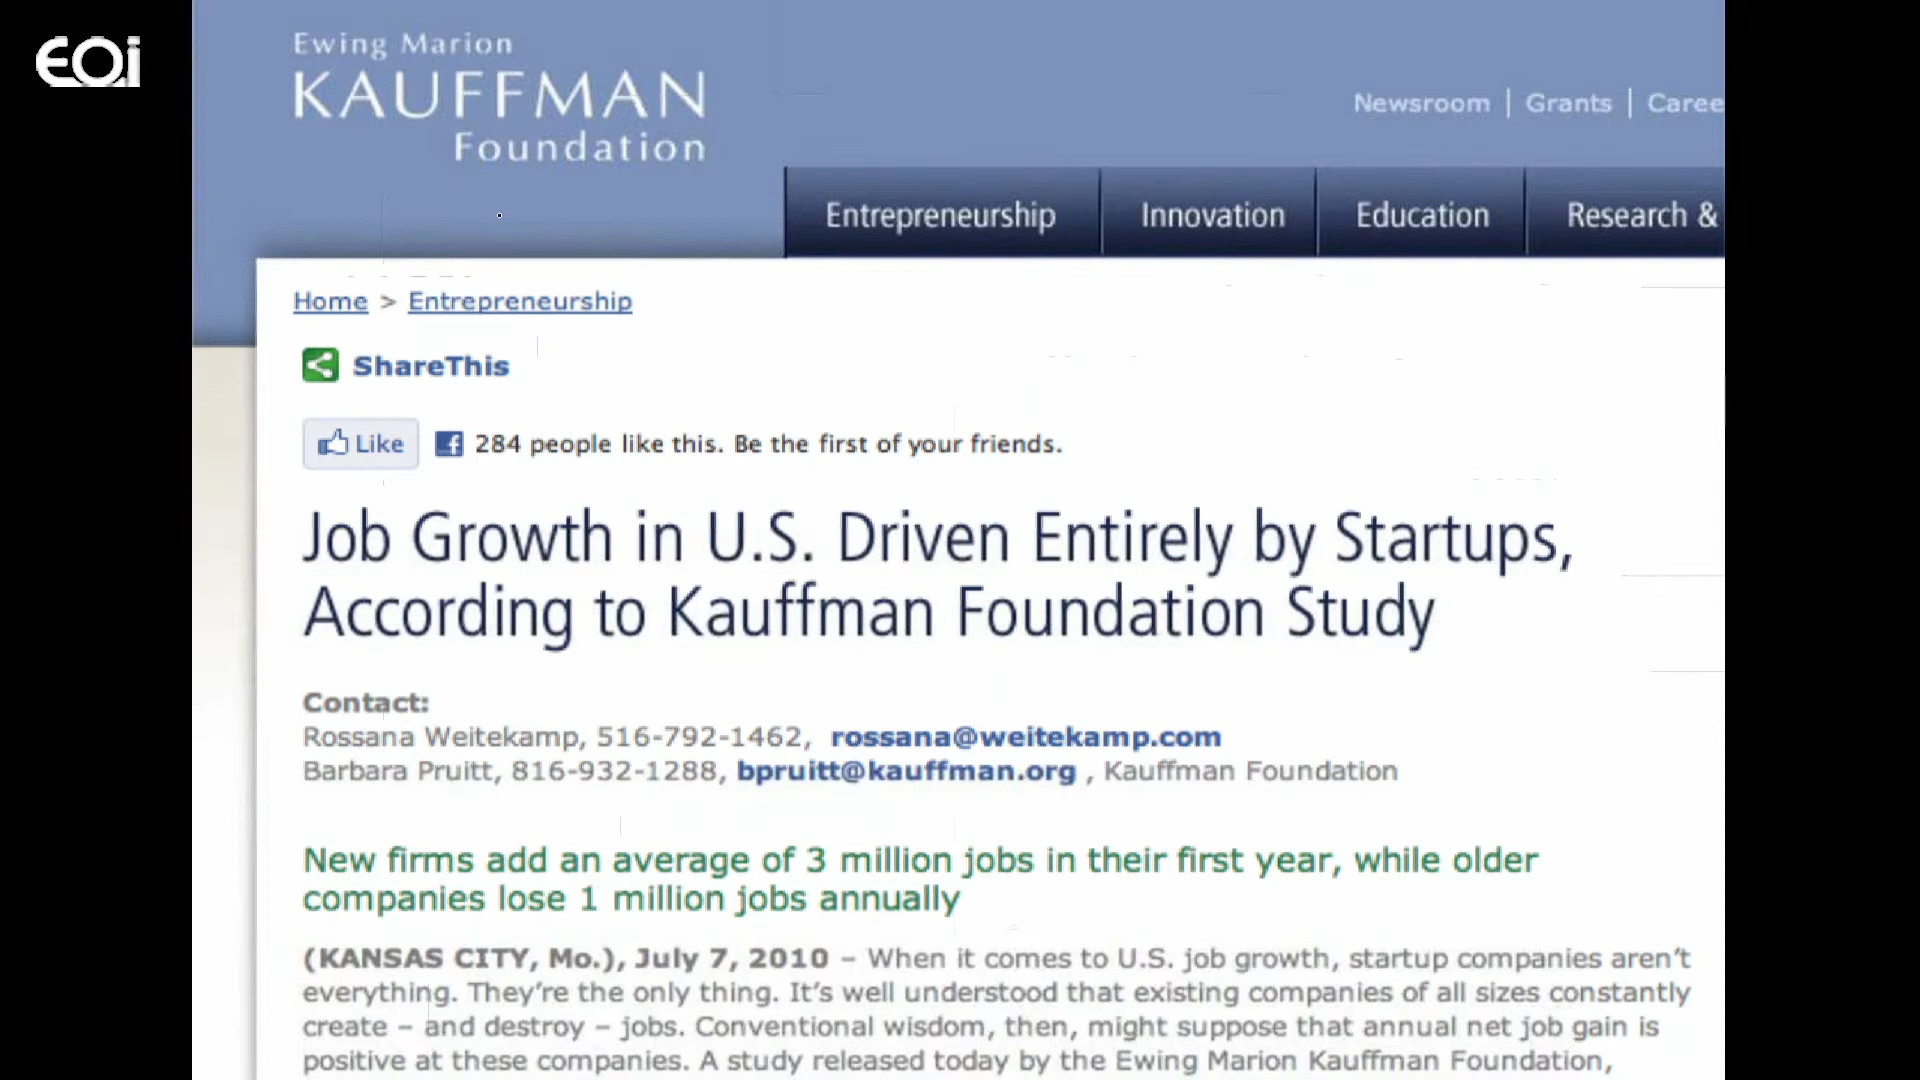 EOi
Ewing Marion
KAUFFMAN
Foundation
Newsroom | Grants | Caree
Entrepreneurship
Innovation
Education
Research &
Home > Entrepreneurship
ShareThis
Like
284 people like this. Be the first of your friends.
Job Growth in U.S. Driven Entirely by Startups,
According to Kauffman Foundation Study
Contact:
Rossana Weitekamp, 516-792-1462, rossana@weitekamp.com
Barbara Pruitt, 816-932-1288, bpruitt@kauffman.org , Kauffman Foundation
New firms add an average of 3 million jobs in their first year, while older
companies lose 1 million jobs annually
(KANSAS CITY, Mo.), July 7, 2010 – When it comes to U.S. job growth, startup companies aren’t
everything. They’re the only thing. It’s well understood that existing companies of all sizes constantly
create – and destroy – jobs. Conventional wisdom, then, might suppose that annual net job gain is
positive at these companies. A study released today by the Ewing Marion Kauffman Foundation,